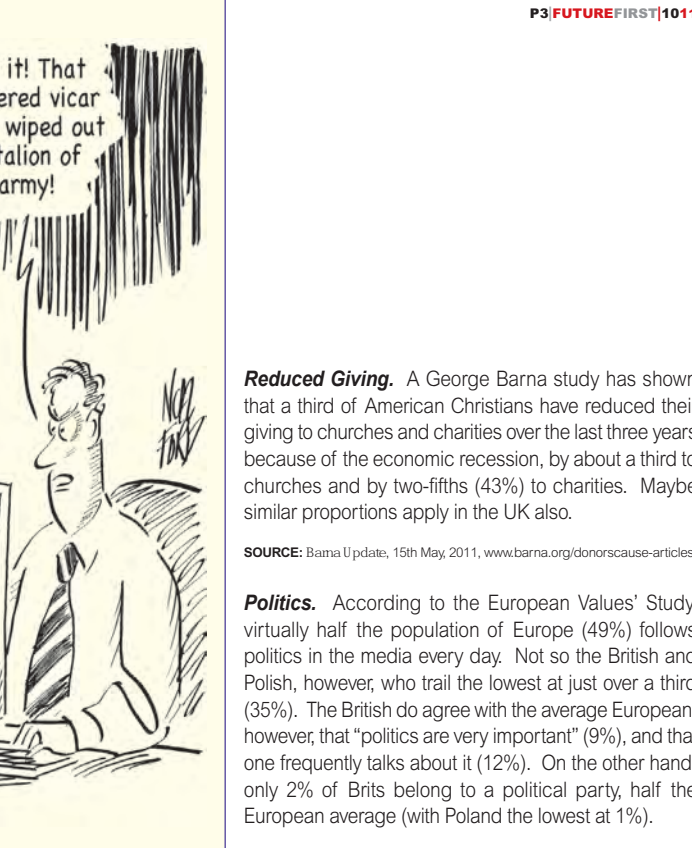 P3|FUTUREFIRST|1011
it! That
ered vicar
wiped out
talion of
army!
NOEL
FORD
Reduced Giving. A George Barna study has shown
that a third of American Christians have reduced thei
giving to churches and charities over the last three years
because of the economic recession, by about a third to
churches and by two-fifths (43%) to charities. Maybe
similar proportions apply in the UK also.
SOURCE: Barna Update, 15th May, 2011, www.barna.org/donorscause-articles
Politics. According to the European Values' Study
virtually half the population of Europe (49%) follows
politics in the media every day. Not so the British and
Polish, however, who trail the lowest at just over a third
(35%). The British do agree with the average European,
however, that “politics are very important” (9%), and tha
one frequently talks about it (12%). On the other hand,
only 2% of Brits belong to a political party, half the
European average (with Poland the lowest at 1%).